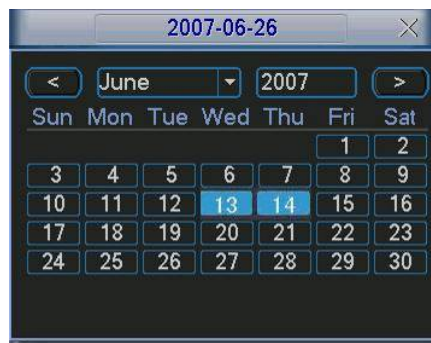 2007-06-26
< June 2007 >
Sun Mon Tue Wed Thu Fri Sat
1 2
3 4 5 6 7 8 9
10 11 12 13 14 15 16
17 18 19 20 21 22 23
24 25 26 27 28 29 30